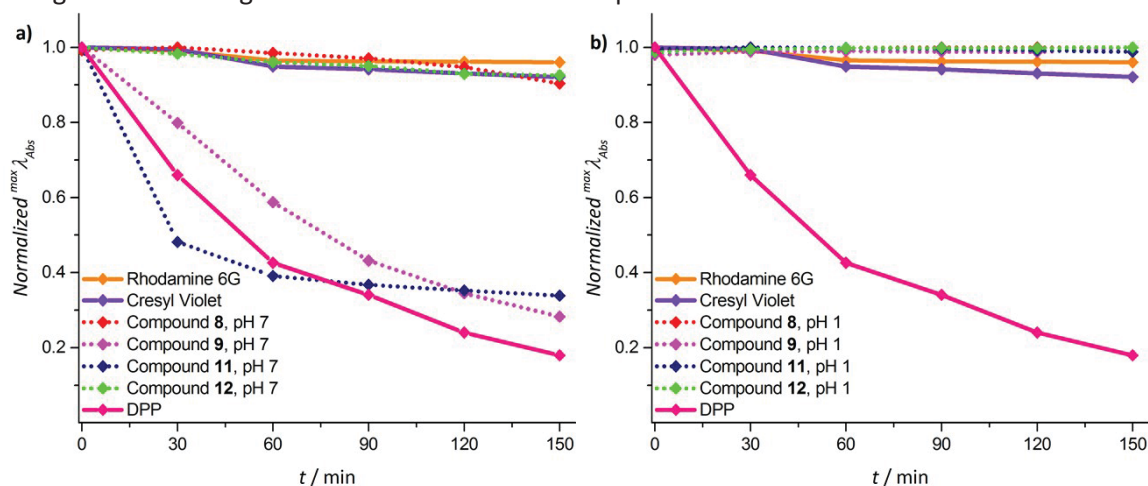 a)
1.0
0.8
0.6
0.4
0.2
Normalized max λAbs
Rhodamine 6G
Cresyl Violet
Compound 8, pH 7
Compound 9, pH 7
Compound 11, pH 7
Compound 12, pH 7
DPP
0 30 60 90 120 150
t / min
b)
1.0
0.8
0.6
0.4
0.2
Normalized max λAbs
Rhodamine 6G
Cresyl Violet
Compound 8, pH 1
Compound 9, pH 1
Compound 11, pH 1
Compound 12, pH 1
DPP
0 30 60 90 120 150
t / min